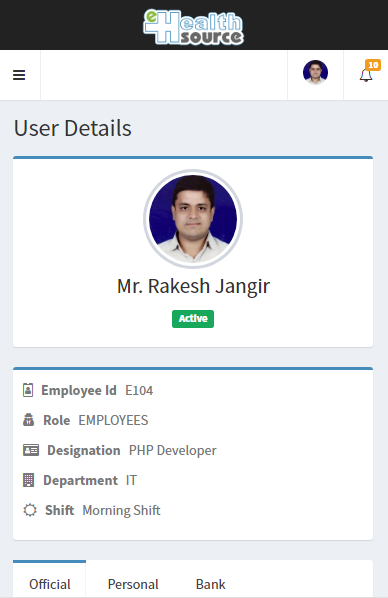 eHealth
source
10
User Details
Mr. Rakesh Jangir
Active
Employee Id E104
Role EMPLOYEES
Designation PHP Developer
Department IT
Shift Morning Shift
Official Personal Bank